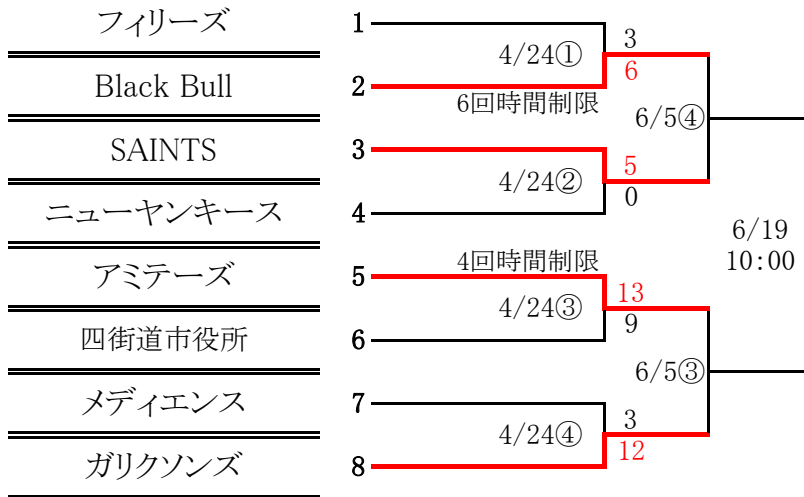 フィリーズ 1
3
4/24①
6
Black Bull 2
6回時間制限
6/5④
SAINTS 3
5
4/24②
0
ニューヤンキース 4
6/19
10:00
アミテーズ 5
4回時間制限
13
4/24③
9
四街道市役所 6
6/5③
メディエンス 7
3
4/24④
12
ガリクソンズ 8